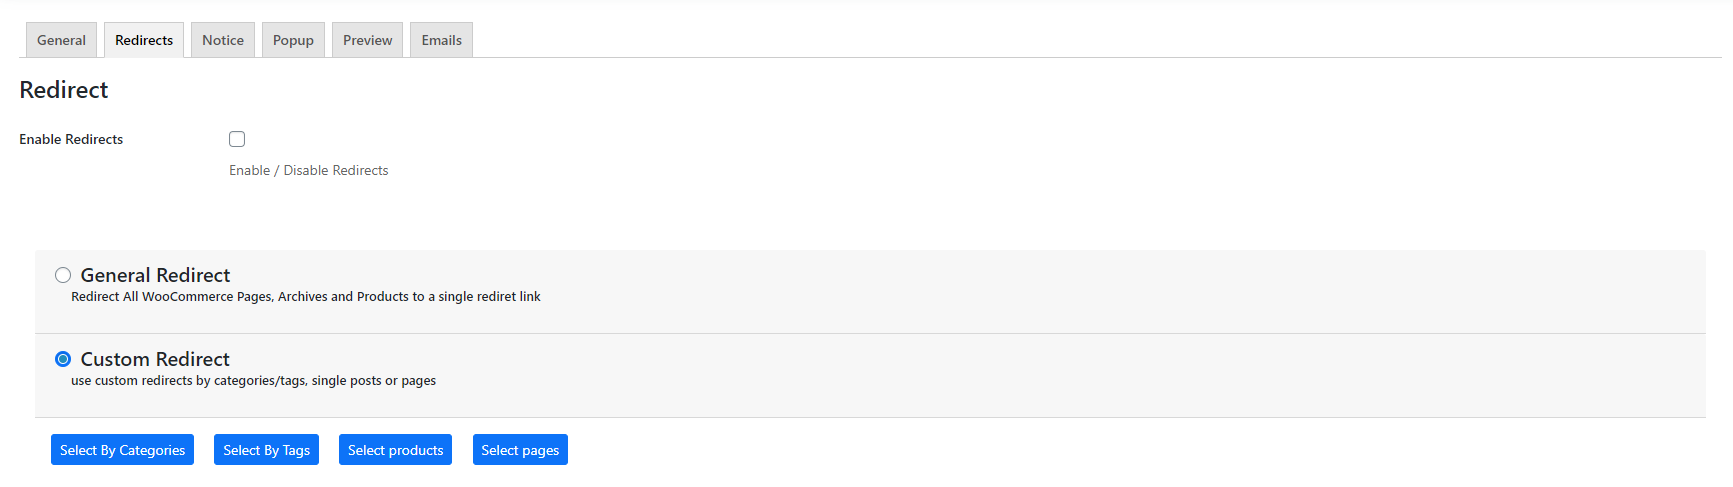 General Redirects Notice Popup Preview Emails
Redirect
Enable Redirects
Enable / Disable Redirects
General Redirect
Redirect All WooCommerce Pages, Archives and Products to a single rediret link
Custom Redirect
use custom redirects by categories/tags, single posts or pages
Select By Categories Select By Tags Select products Select pages